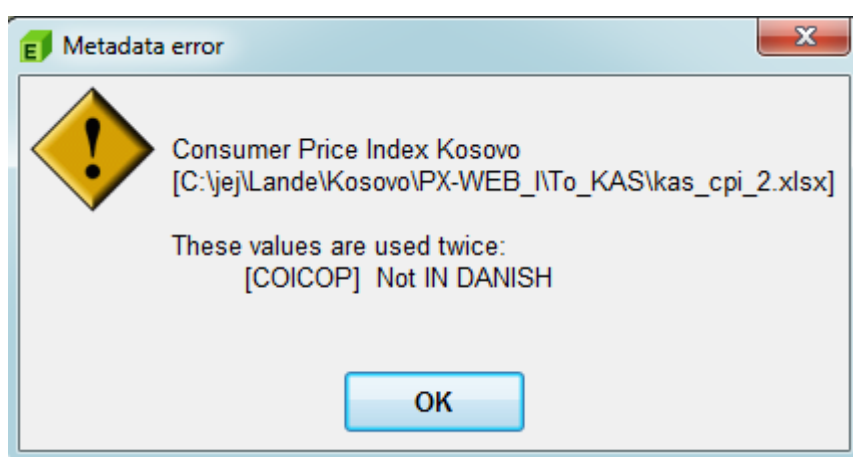 E Metadata error
Consumer Price Index Kosovo
[C:\jej\Lande\Kosovo\PX-WEB_I\To_KAS\kas_cpi_2.xlsx]
These values are used twice:
[COICOP] Not IN DANISH
OK